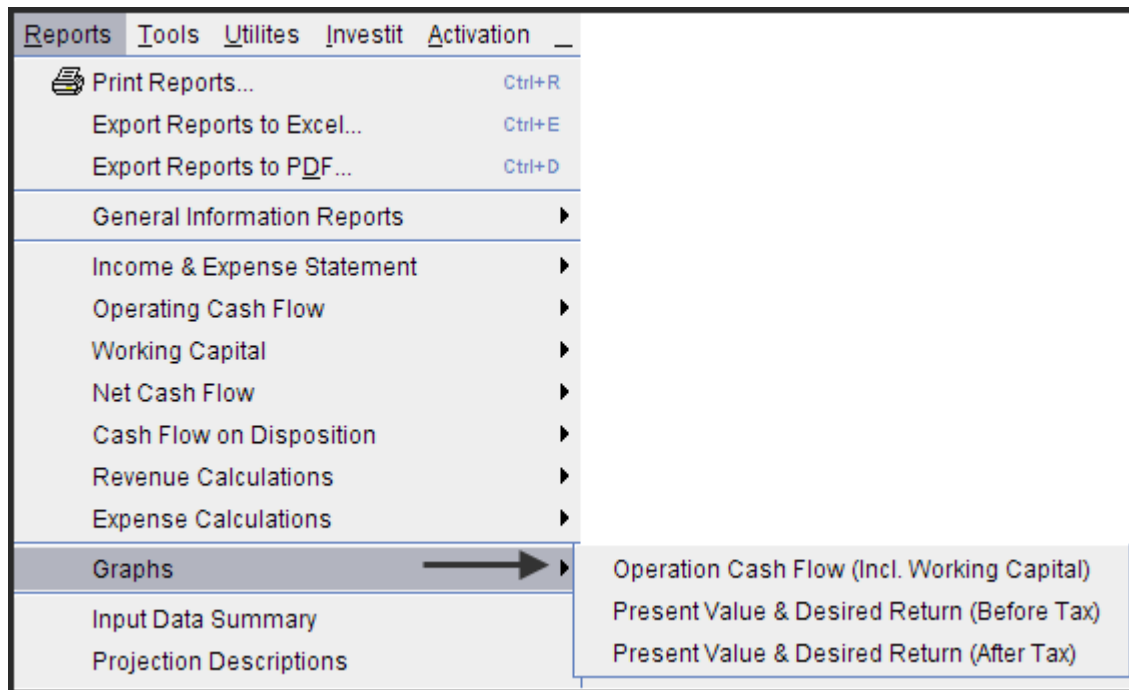 Reports Tools Utilites Investit Activation _
Print Reports... Ctrl+R
Export Reports to Excel... Ctrl+E
Export Reports to PDF... Ctrl+D
General Information Reports
Income & Expense Statement
Operating Cash Flow
Working Capital
Net Cash Flow
Cash Flow on Disposition
Revenue Calculations
Expense Calculations
Graphs
Operation Cash Flow (Incl. Working Capital)
Present Value & Desired Return (Before Tax)
Present Value & Desired Return (After Tax)
Input Data Summary
Projection Descriptions